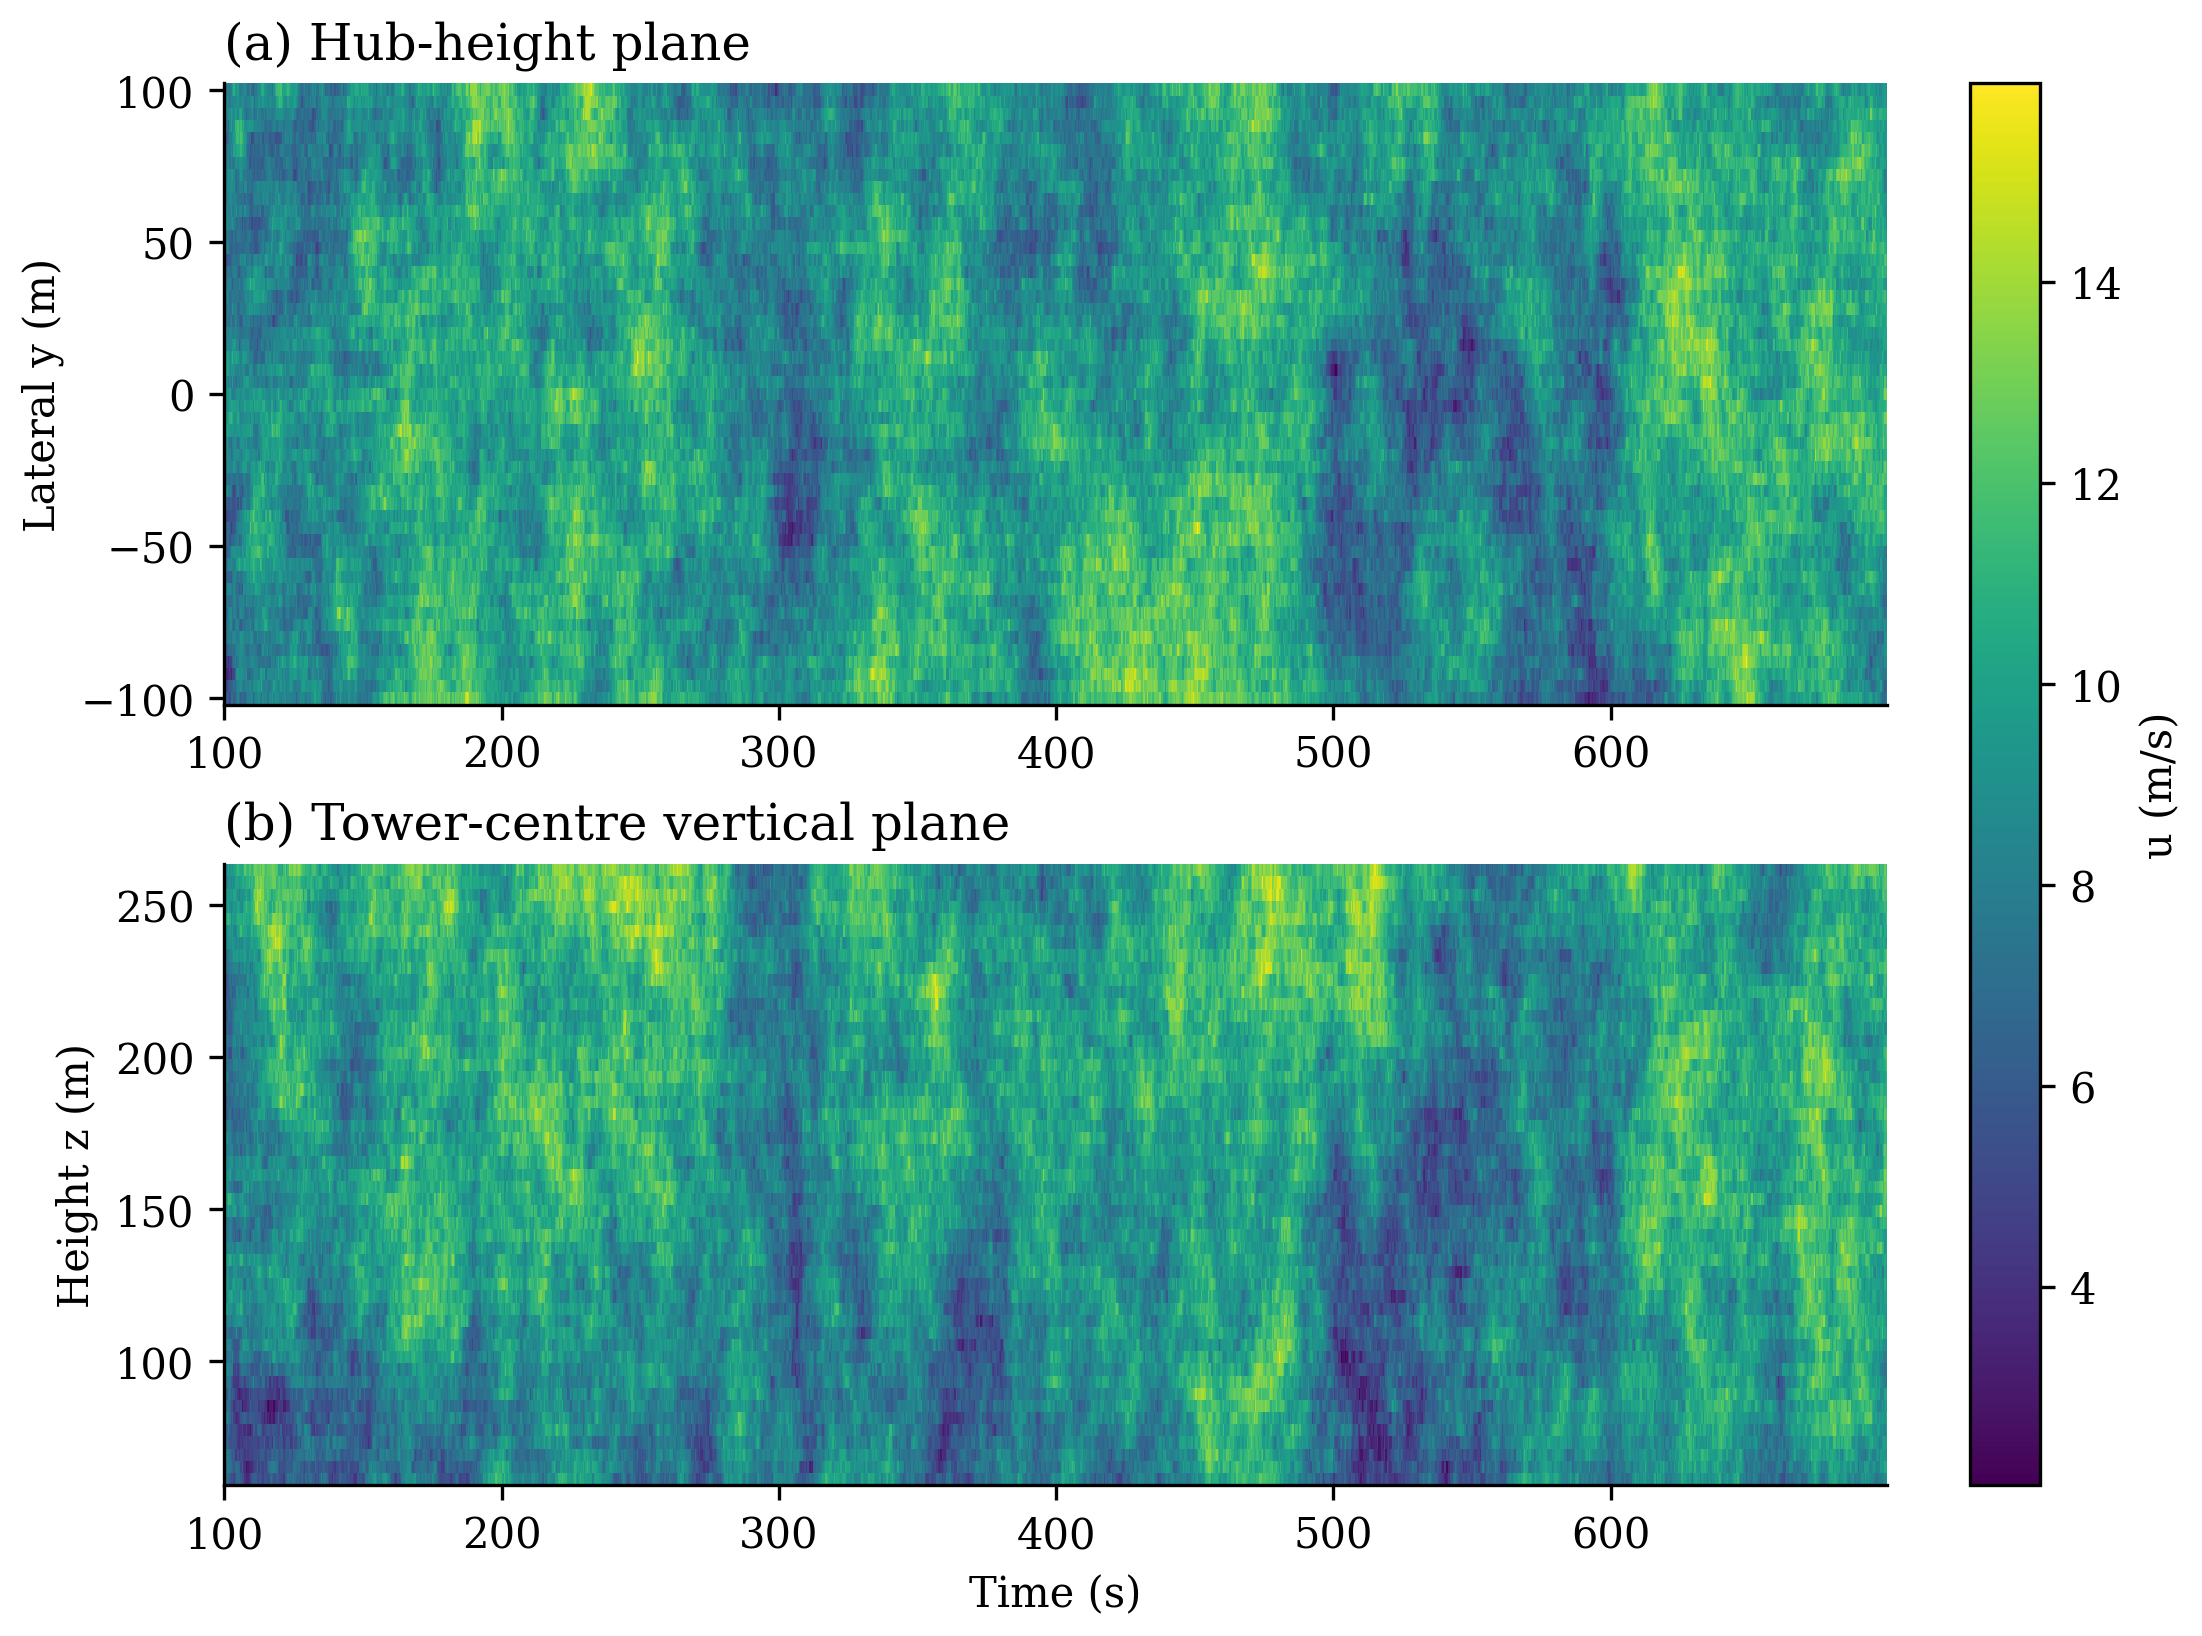 (a) Hub-height plane
100
50
0
−50
−100
Lateral y (m)
100 200 300 400 500 600
(b) Tower-centre vertical plane
250
200
150
100
Height z (m)
100 200 300 400 500 600
Time (s)
14
12
10
8
6
4
u (m/s)